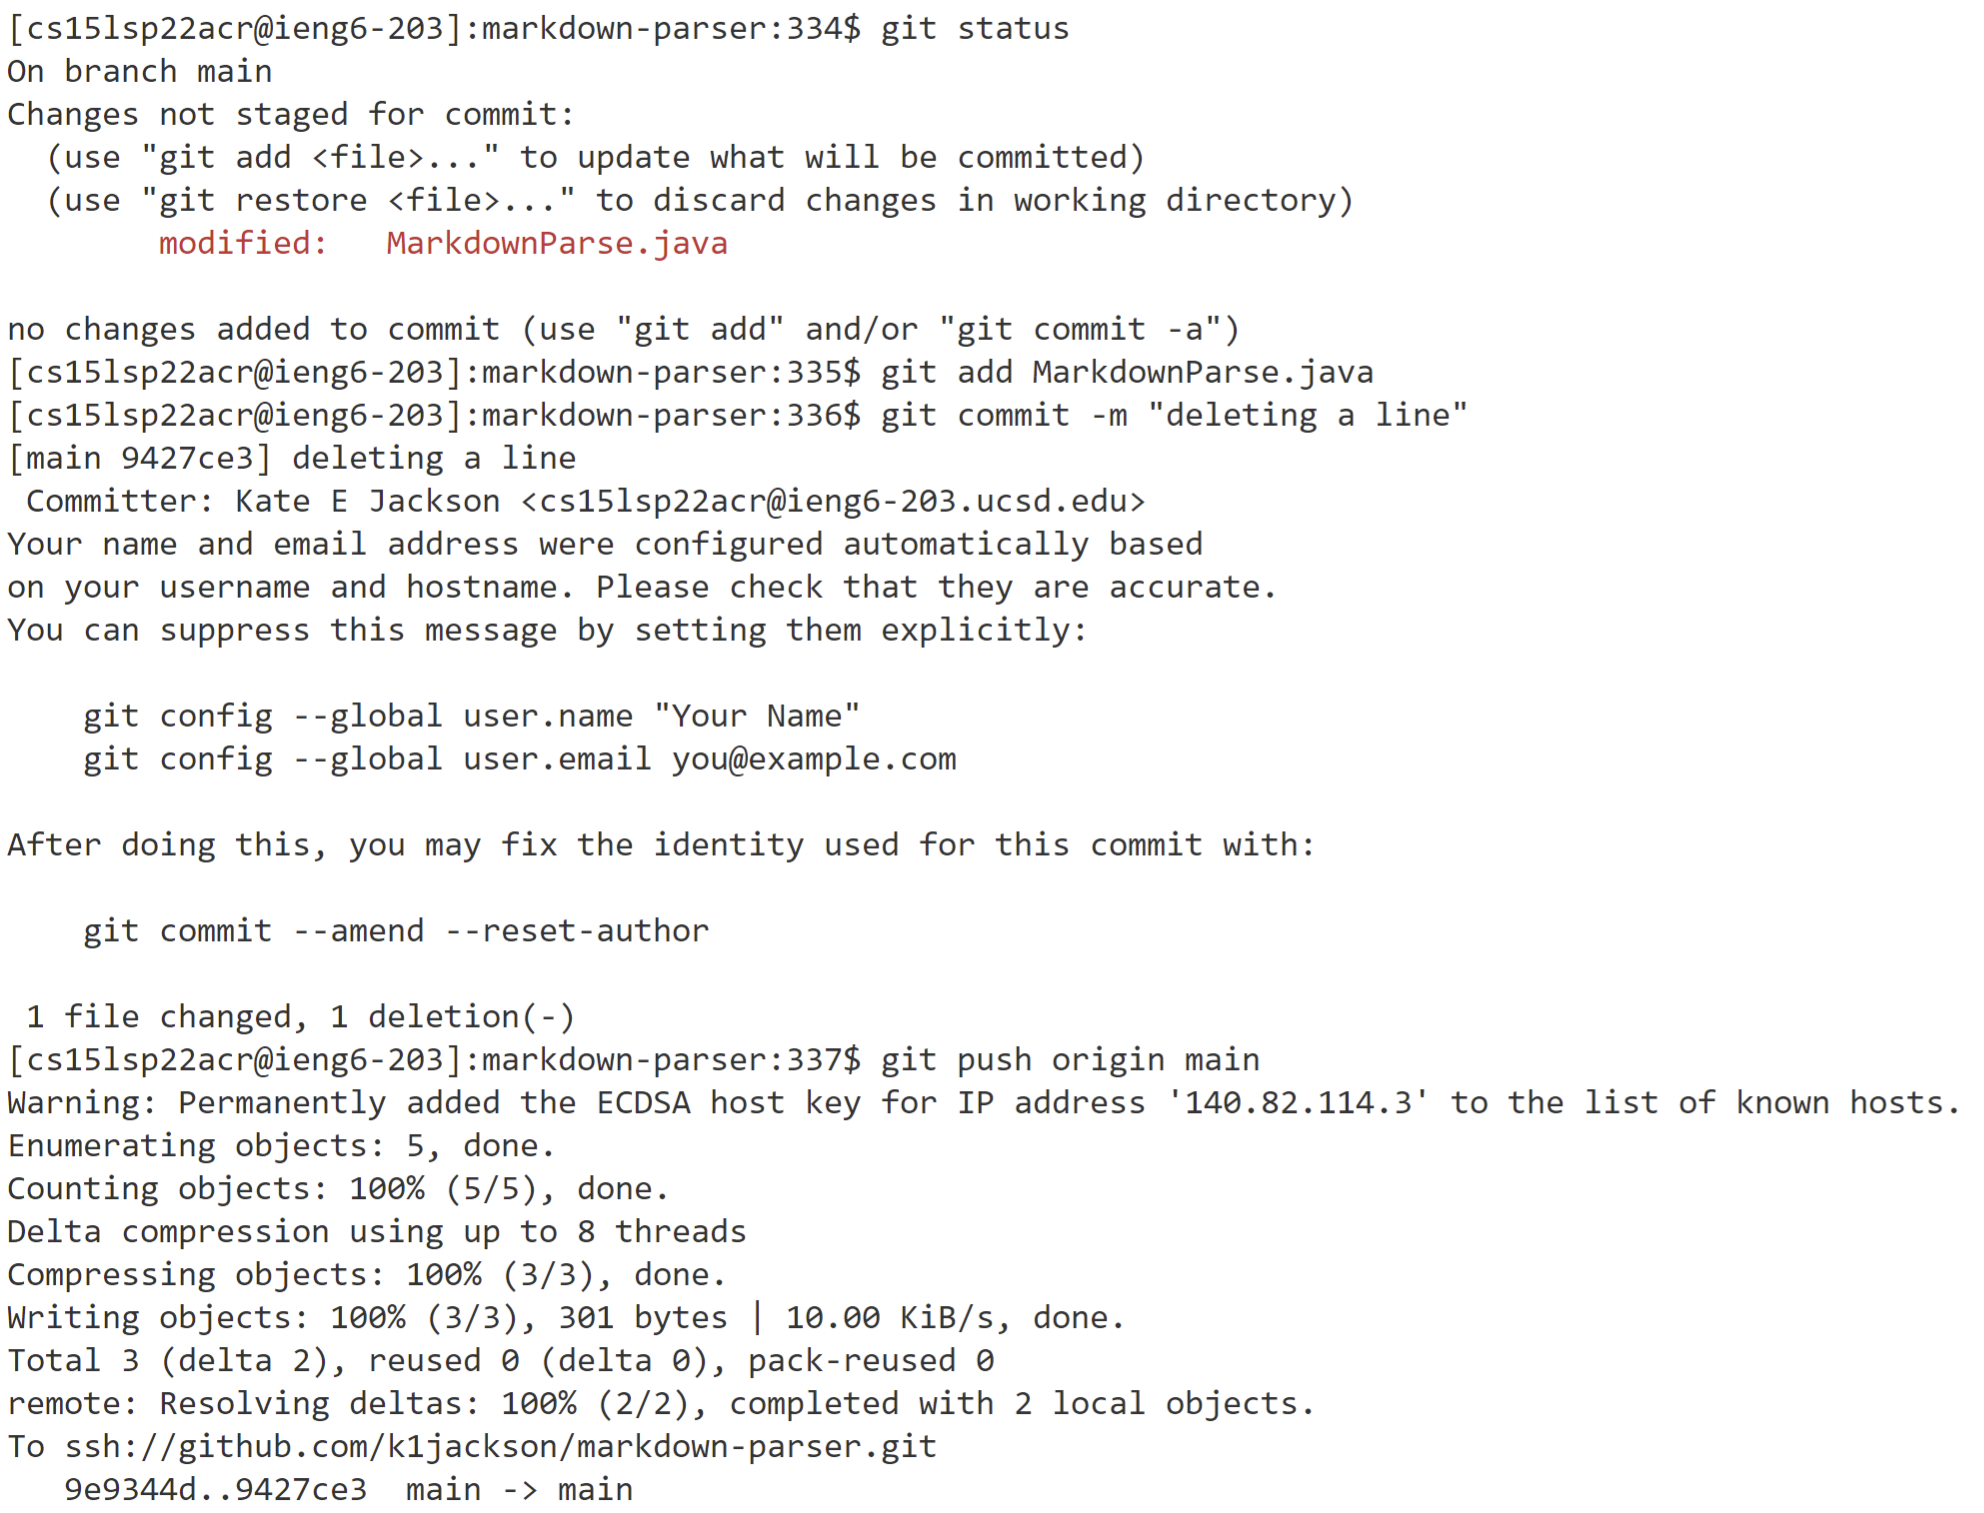 [cs15lsp22acr@ieng6-203]:markdown-parser:334$ git status
On branch main
Changes not staged for commit:
  (use "git add <file>..." to update what will be committed)
  (use "git restore <file>..." to discard changes in working directory)
        modified:   MarkdownParse.java

no changes added to commit (use "git add" and/or "git commit -a")
[cs15lsp22acr@ieng6-203]:markdown-parser:335$ git add MarkdownParse.java
[cs15lsp22acr@ieng6-203]:markdown-parser:336$ git commit -m "deleting a line"
[main 9427ce3] deleting a line
 Committer: Kate E Jackson <cs15lsp22acr@ieng6-203.ucsd.edu>
Your name and email address were configured automatically based
on your username and hostname. Please check that they are accurate.
You can suppress this message by setting them explicitly:

    git config --global user.name "Your Name"
    git config --global user.email you@example.com

After doing this, you may fix the identity used for this commit with:

    git commit --amend --reset-author

 1 file changed, 1 deletion(-)
[cs15lsp22acr@ieng6-203]:markdown-parser:337$ git push origin main
Warning: Permanently added the ECDSA host key for IP address '140.82.114.3' to the list of known hosts.
Enumerating objects: 5, done.
Counting objects: 100% (5/5), done.
Delta compression using up to 8 threads
Compressing objects: 100% (3/3), done.
Writing objects: 100% (3/3), 301 bytes | 10.00 KiB/s, done.
Total 3 (delta 2), reused 0 (delta 0), pack-reused 0
remote: Resolving deltas: 100% (2/2), completed with 2 local objects.
To ssh://github.com/k1jackson/markdown-parser.git
   9e9344d..9427ce3  main -> main